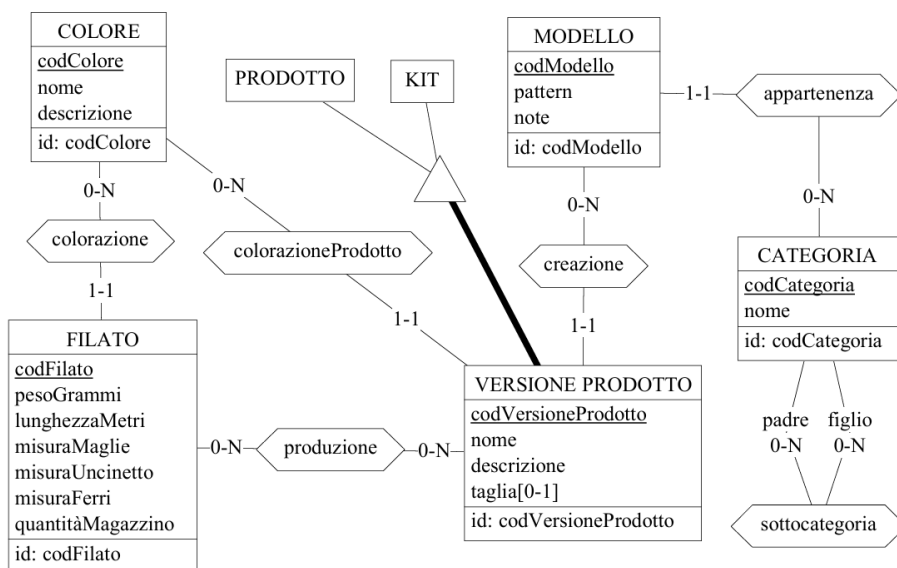 COLORE
codColore
nome
descrizione
id: codColore
PRODOTTO
KIT
MODELLO
codModello
pattern
note
id: codModello
1-1
appartenenza
0-N
0-N
0-N
0-N
colorazione
colorazioneProdotto
creazione
CATEGORIA
codCategoria
nome
id: codCategoria
1-1
1-1
1-1
FILATO
codFilato
pesoGrammi
lunghezzaMetri
misuraMaglie
misuraUncinetto
misuraFerri
quantitàMagazzino
id: codFilato
0-N
produzione
0-N
VERSIONE PRODOTTO
codVersioneProdotto
nome
descrizione
taglia[0-1]
id: codVersioneProdotto
padre
0-N
figlio
0-N
sottocategoria